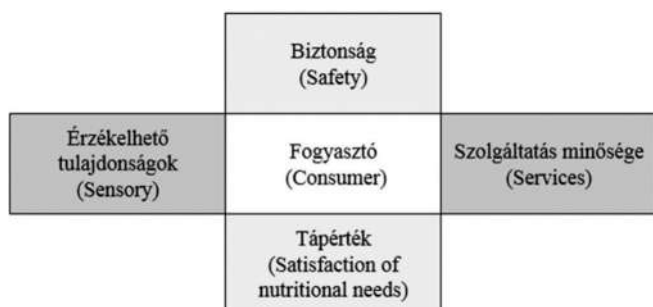 Biztonság
(Safety)
Érzékelhető
tulajdonságok
(Sensory)
Fogyasztó
(Consumer)
Szolgáltatás minősége
(Services)
Tápérték
(Satisfaction of
nutritional needs)